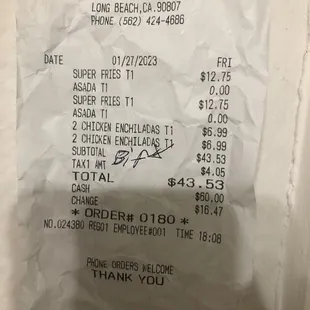 LONG BEACH,CA.90807
PHONE (562) 424-4686
DATE 01/27/2023 FRI
SUPER FRIES T1 $12.75
ASADA T1 0.00
SUPER FRIES T1 $12.75
ASADA T1 0.00
2 CHICKEN ENCHILADAS T1 $6.99
2 CHICKEN ENCHILADAS T1 $6.99
SUBTOTAL $43.53
TAX1 AMT $4.05
TOTAL $43.53
CASH $60.00
CHANGE $16.47
* ORDER# 0180 *
NO.024380 REG01 EMPLOYEE#001 TIME 18:08
PHONE ORDERS WELCOME
THANK YOU